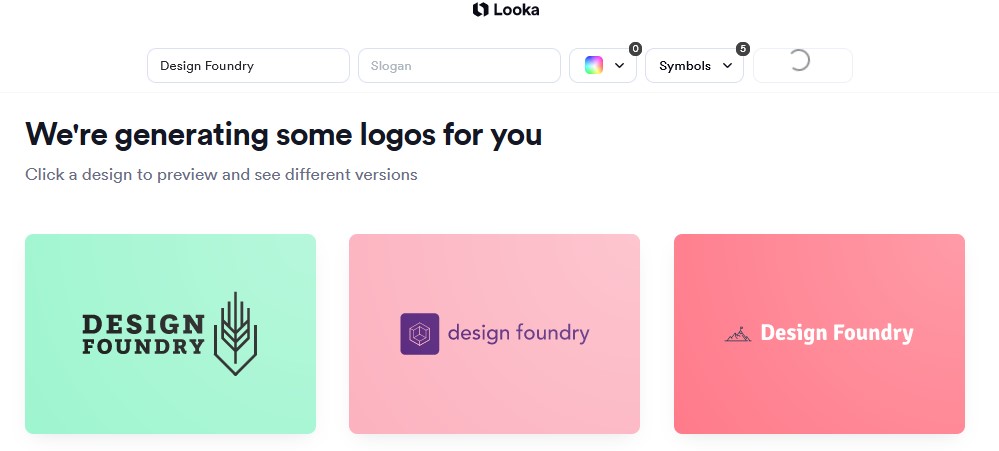 Looka
Design Foundry
Slogan
0
Symbols
5
We're generating some logos for you
Click a design to preview and see different versions
DESIGN
FOUNDRY
design foundry
Design Foundry